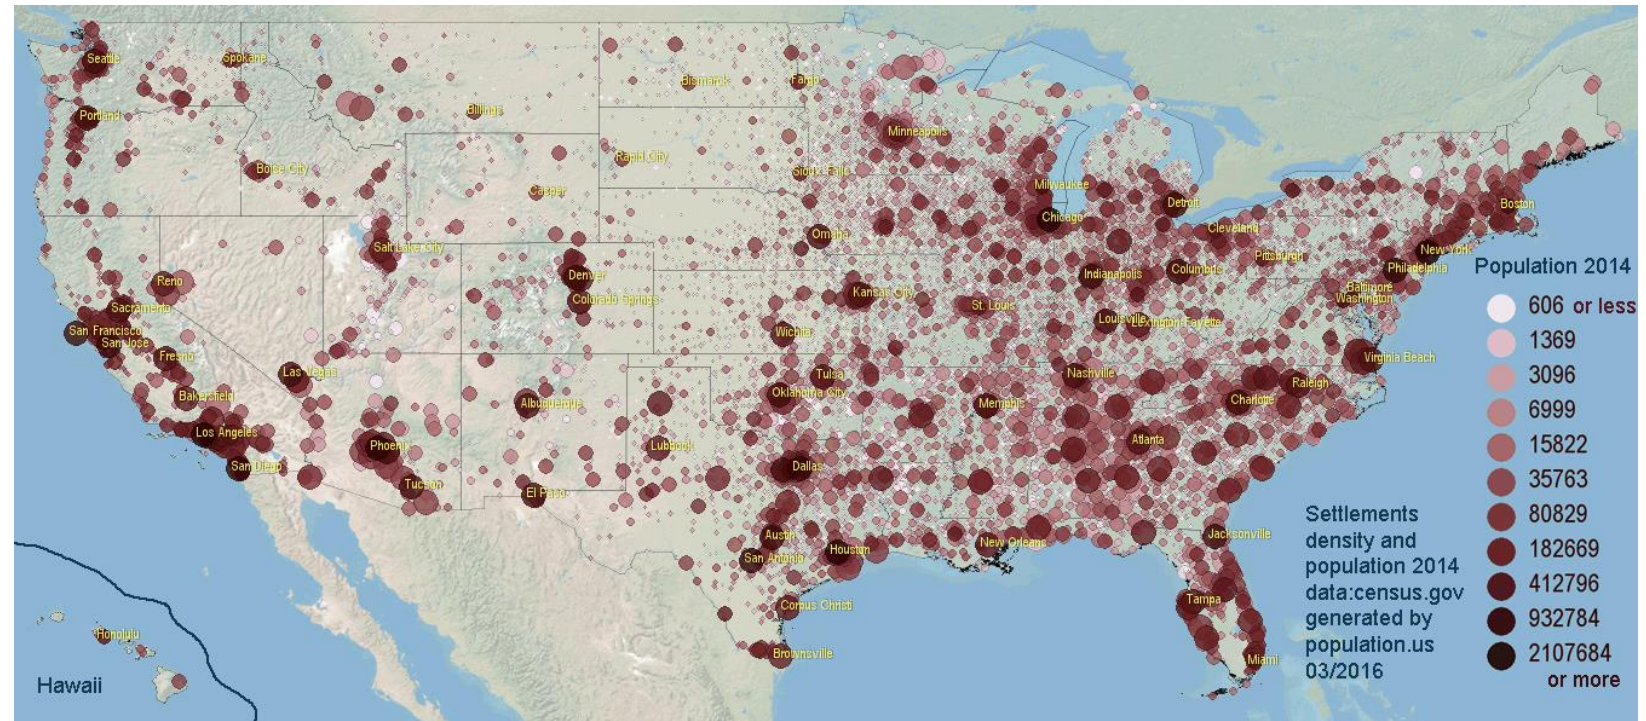 Seattle
Spokane
Portland
Boise City
Billings
Bismarck
Fargo
Rapid City
Sioux Falls
Casper
Minneapolis
Milwaukee
Chicago
Detroit
Cleveland
Boston
New York
Philadelphia
Pittsburgh
Baltimore
Washington
Columbus
Indianapolis
Omaha
Salt Lake City
Reno
Sacramento
San Francisco
San Jose
Fresno
Bakersfield
Las Vegas
Los Angeles
San Diego
Denver
Colorado Springs
Kansas City
St. Louis
Louisville
Lexington-Fayette
Wichita
Tulsa
Oklahoma City
Albuquerque
Phoenix
Tucson
El Paso
Lubbock
Dallas
Memphis
Nashville
Virginia Beach
Raleigh
Charlotte
Atlanta
Austin
San Antonio
Houston
New Orleans
Jacksonville
Tampa
Miami
Corpus Christi
Brownsville
Honolulu
Hawaii
Population 2014
606 or less
1369
3096
6999
15822
35763
80829
182669
412796
932784
2107684
or more
Settlements
density and
population 2014
data:census.gov
generated by
population.us
03/2016